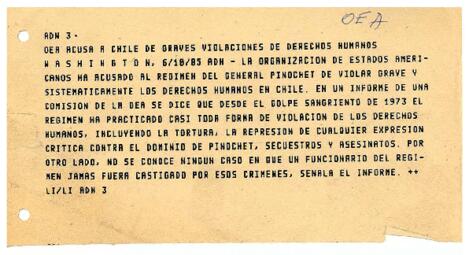 OEA
ADN 3.
OEA ACUSA A CHILE DE GRAVES VIOLACIONES DE DERECHOS HUMANOS
W A S H I N G T O N, 6/10/85 ADN - LA ORGANIZACION DE ESTADOS AMERI-
CANOS HA ACUSADO AL REGIMEN DEL GENERAL PINOCHET DE VIOLAR GRAVE Y
SISTEMATICAMENTE LOS DERECHOS HUMANOS EN CHILE. EN UN INFORME DE UNA
COMISION DE LA OEA SE DICE QUE DESDE EL GOLPE SANGRIENTO DE 1973 EL
REGIMEN HA PRACTICADO CASI TODA FORMA DE VIOLACION DE LOS DERECHOS
HUMANOS, INCLUYENDO LA TORTURA, LA REPRESION DE CUALQUIER EXPRESION
CRITICA CONTRA EL DOMINIO DE PINOCHET, SECUESTROS Y ASESINATOS. POR
OTRO LADO, NO SE CONOCE NINGUN CASO EN QUE UN FUNCIONARIO DEL REGI-
MEN JAMAS FUERA CASTIGADO POR ESOS CRIMENES, SENALA EL INFORME. ++
LI/LI ADN 3